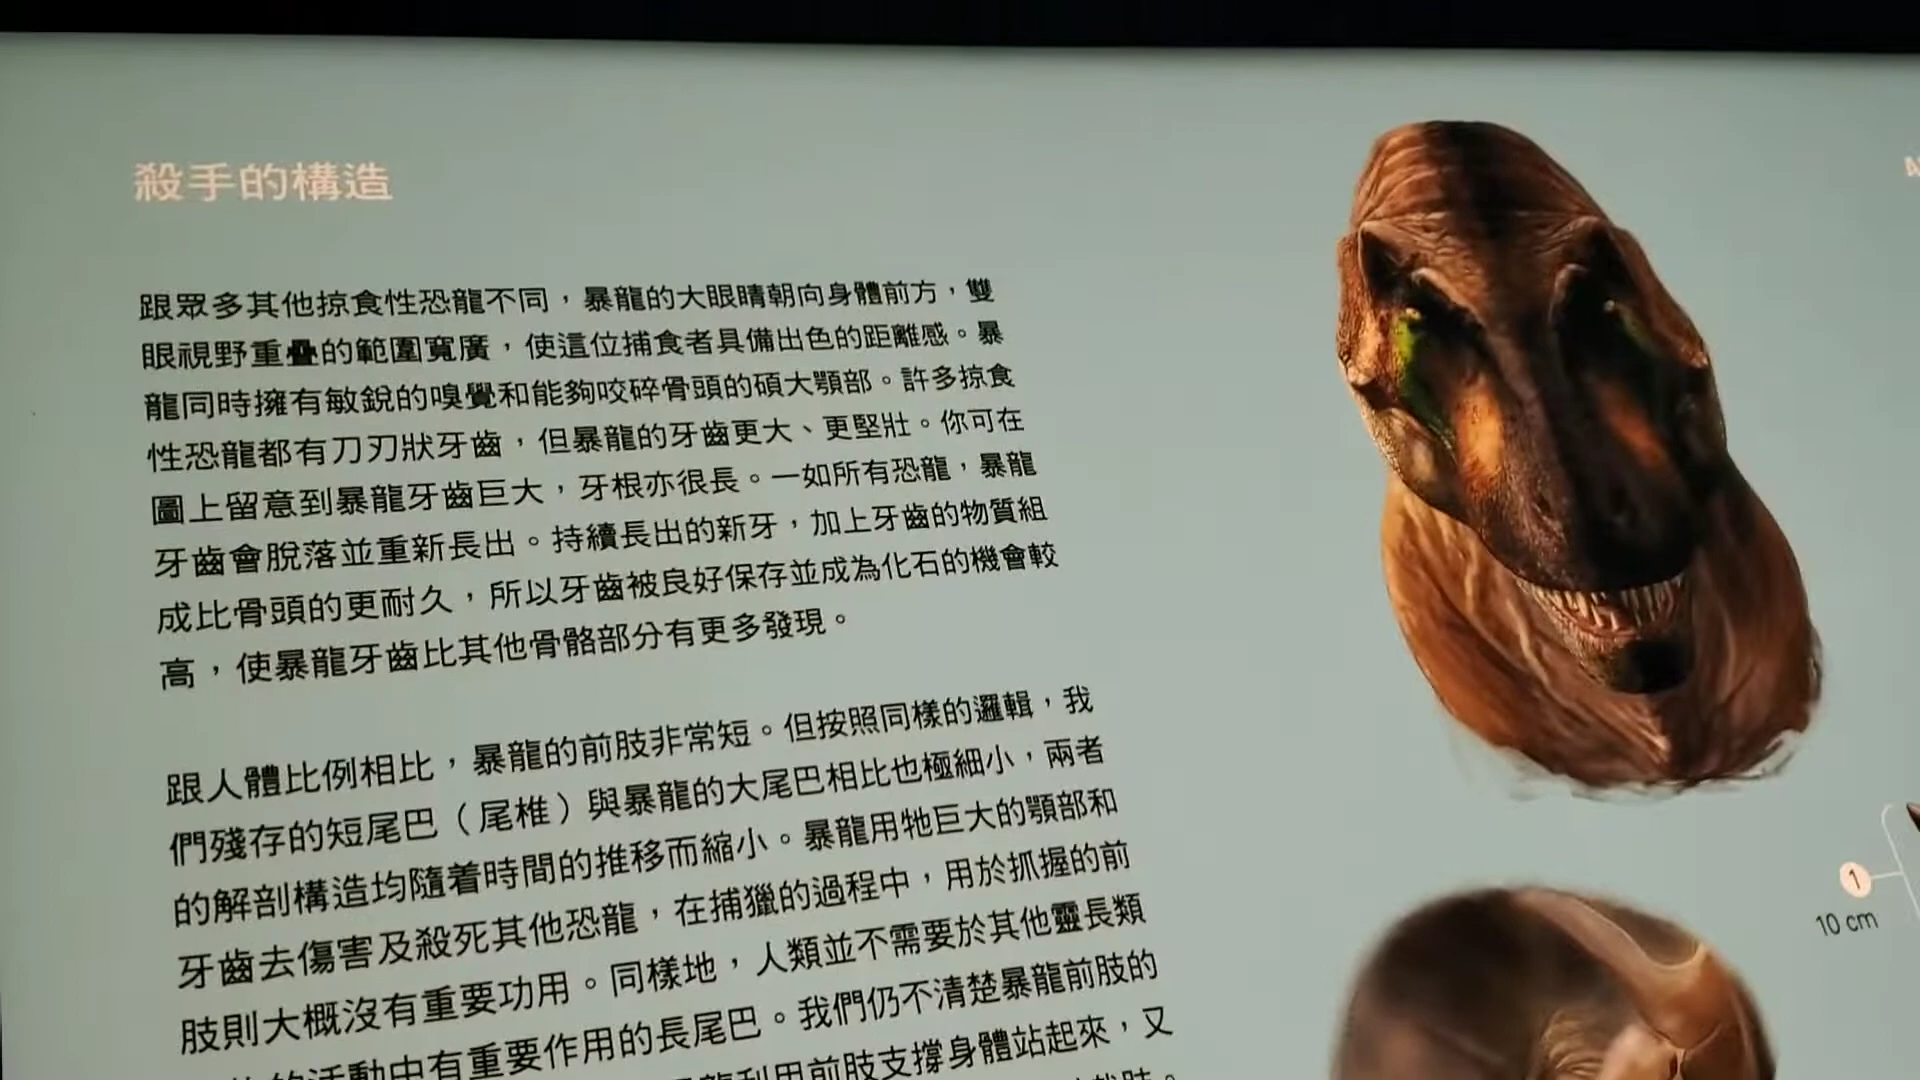 殺手的構造
跟眾多其他掠食性恐龍不同，暴龍的大眼睛朝向身體前方，雙
眼視野重疊的範圍寬廣，使這位捕食者具備出色的距離感。暴
龍同時擁有敏銳的嗅覺和能夠咬碎骨頭的碩大顎部。許多掠食
性恐龍都有刀刃狀牙齒，但暴龍的牙齒更大、更堅壯。你可在
圖上留意到暴龍牙齒巨大，牙根亦很長。一如所有恐龍，暴龍
牙齒會脫落並重新長出。持續長出的新牙，加上牙齒的物質組
成比骨頭的更耐久，所以牙齒被良好保存並成為化石的機會較
高，使暴龍牙齒比其他骨骼部分有更多發現。
跟人體比例相比，暴龍的前肢非常短。但按照同樣的邏輯，我
們殘存的短尾巴（尾椎）與暴龍的大尾巴相比也極細小，兩者
的解剖構造均隨着時間的推移而縮小。暴龍用牠巨大的顎部和
牙齒去傷害及殺死其他恐龍，在捕獵的過程中，用於抓握的前
肢則大概沒有重要功用。同樣地，人類並不需要於其他靈長類
的活動中有重要作用的長尾巴。我們仍不清楚暴龍前肢的
龍利用前肢支撐身體站起來，又
1
10 cm